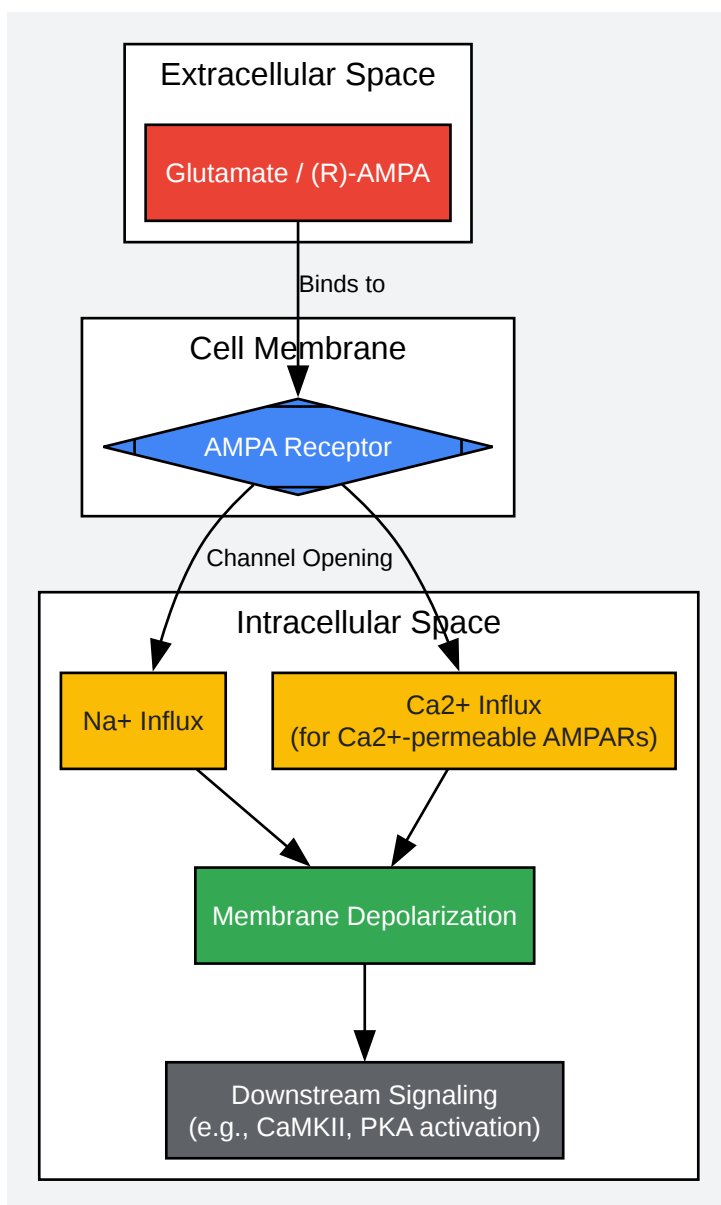 Extracellular Space
Glutamate / (R)-AMPA
Binds to
Cell Membrane
AMPA Receptor
Channel Opening
Intracellular Space
Na+ Influx
Ca2+ Influx
(for Ca2+-permeable AMPARs)
Membrane Depolarization
Downstream Signaling
(e.g., CaMKII, PKA activation)